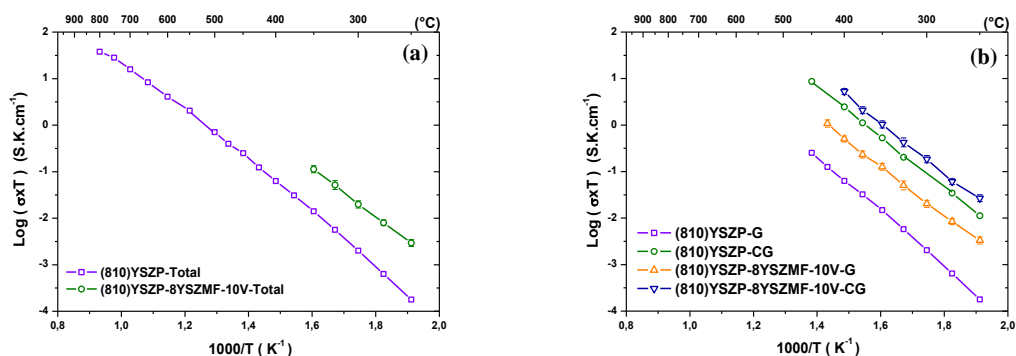 900 800 700 600 500 400 300 (°C)
(a)
2
1
0
-1
-2
-3
-4
Log ( σxT ) (S.K.cm⁻¹)
(810)YSZP-Total
(810)YSZP-8YSZMF-10V-Total
0,8 1,0 1,2 1,4 1,6 1,8 2,0
1000/T ( K⁻¹)
900 800 700 600 500 400 300 (°C)
(b)
2
1
0
-1
-2
-3
-4
Log ( σxT ) (S.K.cm⁻¹)
(810)YSZP-G
(810)YSZP-CG
(810)YSZP-8YSZMF-10V-G
(810)YSZP-8YSZMF-10V-CG
0,8 1,0 1,2 1,4 1,6 1,8 2,0
1000/T ( K⁻¹)